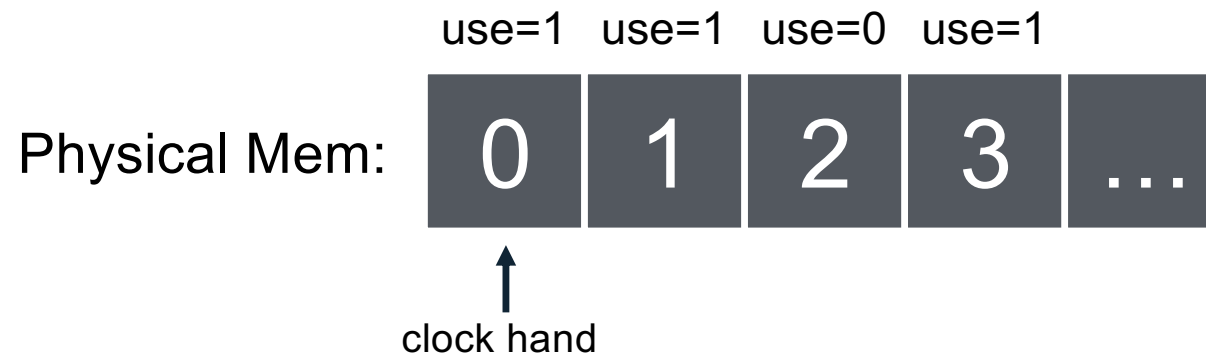 use=1 use=1 use=0 use=1
Physical Mem: 0 1 2 3 ...
clock hand